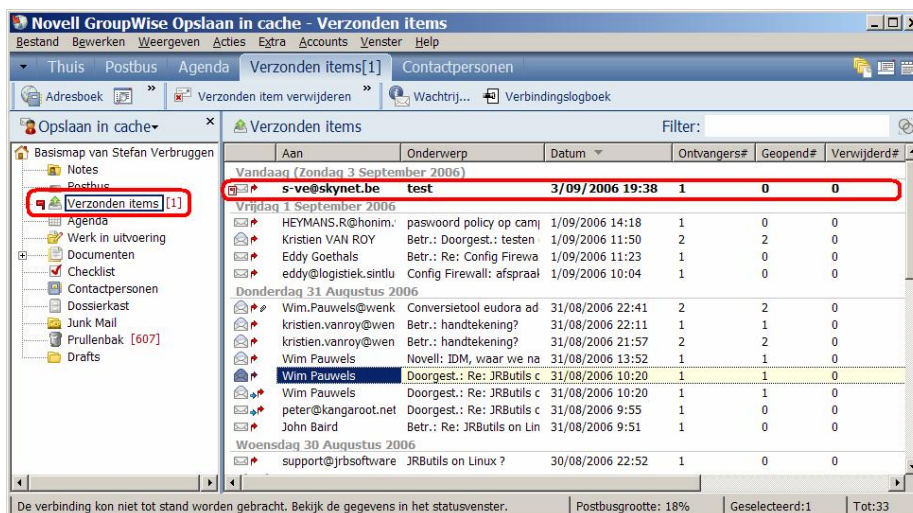 Novell GroupWise Opslaan in cache - Verzonden items
Bestand Bewerken Weergeven Acties Extra Accounts Venster Help
Thuis Postbus Agenda Verzonden items[1] Contactpersonen
Adresboek » Verzonden item verwijderen » Wachtrij... Verbindingslogboek
Opslaan in cache
Verzonden items Filter:
Basismap van Stefan Verbruggen
Notes
Postbus
Verzonden items [1]
Agenda
Werk in uitvoering
Documenten
Checklist
Contactpersonen
Dossierkast
Junk Mail
Prullenbak [607]
Drafts
Aan Onderwerp Datum Ontvangers# Geopend# Verwijderd#
Vandaag (Zondag 3 September 2006)
s-ve@skynet.be test 3/09/2006 19:38 1 0 0
Vrijdag 1 September 2006
HEYMANS.R@honim. paswoord policy op camp 1/09/2006 14:18 1 0 0
Kristien VAN ROY Betr.: Doorgest.: testen 1/09/2006 11:50 2 2 0
Eddy Goethals Betr.: Re: Config Firewa 1/09/2006 11:23 1 0 0
eddy@logistiek.sintlu Config Firewall: afspraak 1/09/2006 10:04 1 0 0
Donderdag 31 Augustus 2006
Wim.Pauwels@wenk Conversietool eudora ad 31/08/2006 22:41 2 2 0
kristien.vanroy@wen Betr.: handtekening? 31/08/2006 22:11 1 1 0
kristien.vanroy@wen Betr.: handtekening? 31/08/2006 21:57 2 2 0
Wim Pauwels Novell: IDM, waar we na 31/08/2006 13:52 1 1 0
Wim Pauwels Doorgest.: Re: JRButils c 31/08/2006 10:20 1 1 0
Wim Pauwels Doorgest.: Re: JRButils c 31/08/2006 10:20 1 1 0
peter@kangaroot.net Doorgest.: Re: JRButils c 31/08/2006 9:55 1 0 0
John Baird Betr.: Re: JRButils on Lin 31/08/2006 9:51 1 0 0
Woensdag 30 Augustus 2006
support@jrbsoftware JRButils on Linux ? 30/08/2006 22:52 1 0 0
De verbinding kon niet tot stand worden gebracht. Bekijk de gegevens in het statusvenster. Postbusgrootte: 18% Geselecteerd:1 Tot:33